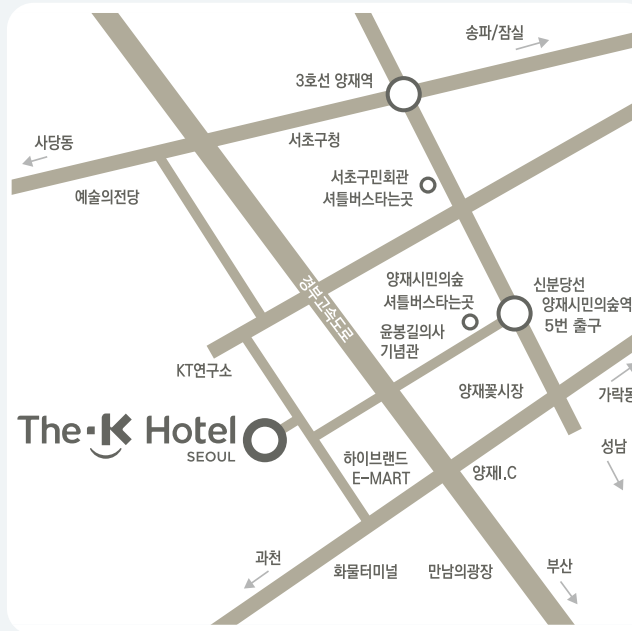 송파/잠실
3호선 양재역
사당동
서초구청
서초구민회관
셔틀버스타는곳
예술의전당
양재시민의숲
셔틀버스타는곳
신분당선
양재시민의숲역
5번 출구
경부고속도로
윤봉길의사
기념관
KT연구소
양재꽃시장
가락동
The·K Hotel
SEOUL
하이브랜드
E-MART
양재I.C
성남
과천
화물터미널
만남의광장
부산